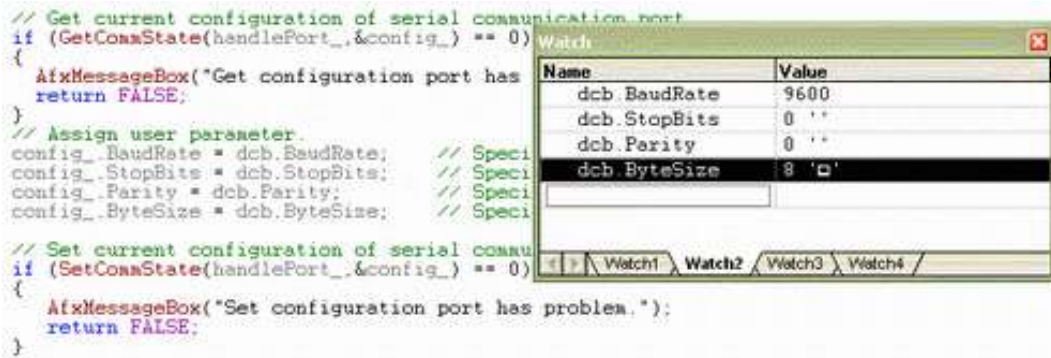 // Get current configuration of serial communication port
if (GetCommState(handlePort_,&config_) == 0)
{
AfxMessageBox("Get configuration port has
return FALSE;
}
// Assign user parameter.
config_.BaudRate = dcb.BaudRate; // Speci
config_.StopBits = dcb.StopBits; // Speci
config_.Parity = dcb.Parity; // Speci
config_.ByteSize = dcb.ByteSize; // Speci
// Set current configuration of serial commu
if (SetCommState(handlePort_,&config_) == 0)
{
AfxMessageBox("Set configuration port has problem.");
return FALSE;
}
Watch
Name Value
dcb.BaudRate 9600
dcb.StopBits 0 ''
dcb.Parity 0 ''
dcb.ByteSize 8 '◘'
Watch1 Watch2 Watch3 Watch4